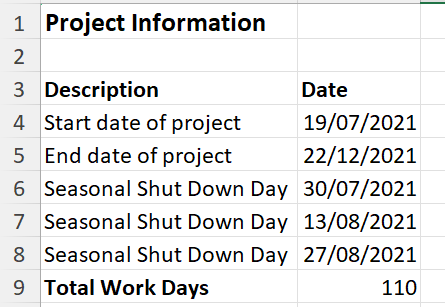 1 Project Information
2
3 Description Date
4 Start date of project 19/07/2021
5 End date of project 22/12/2021
6 Seasonal Shut Down Day 30/07/2021
7 Seasonal Shut Down Day 13/08/2021
8 Seasonal Shut Down Day 27/08/2021
9 Total Work Days 110